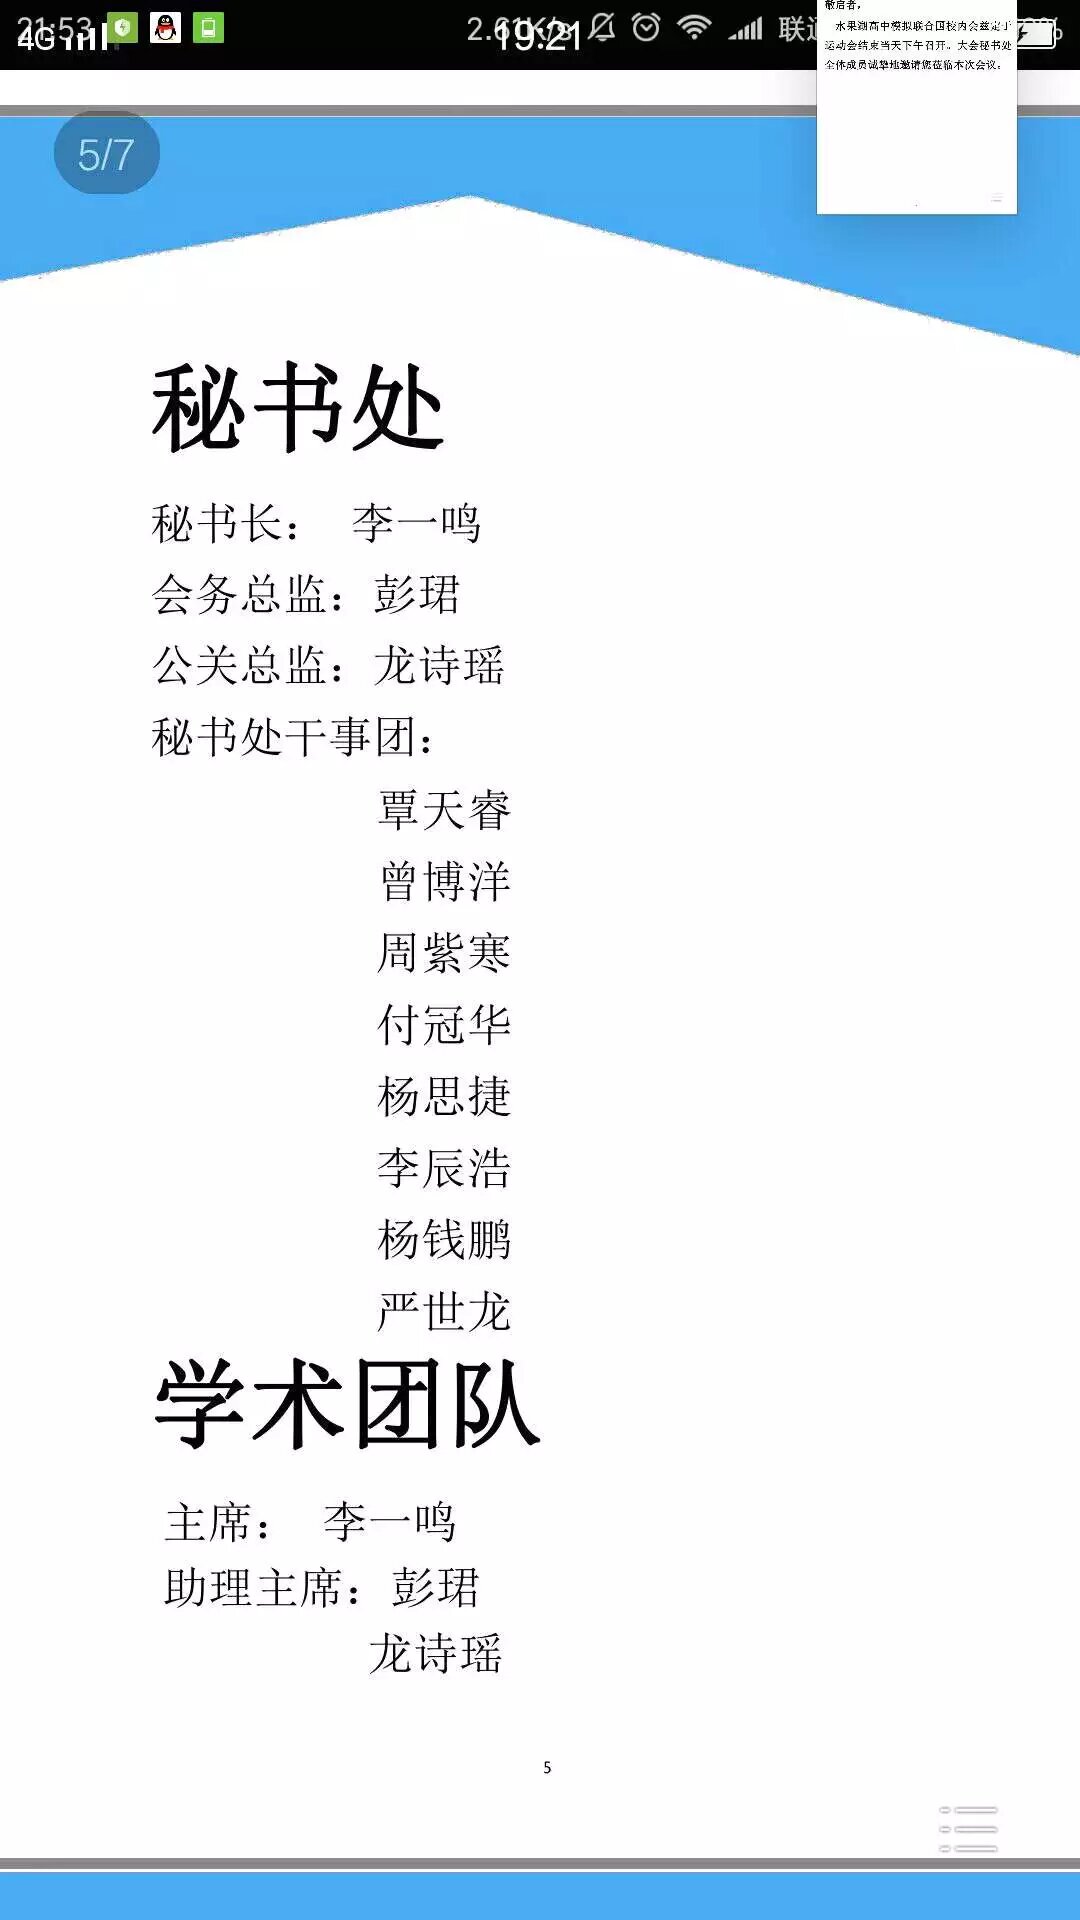 21:53
4G
2.61K/s
19:21
联通
敬启者,
水果湖高中模拟联合国校内会兹定于
运动会结束当天下午召开。大会秘书处
全体成员诚挚地邀请您莅临本次会议。
5/7
秘书处
秘书长: 李一鸣
会务总监: 彭珺
公关总监: 龙诗瑶
秘书处干事团:
覃天睿
曾博洋
周紫寒
付冠华
杨思捷
李辰浩
杨钱鹏
严世龙
学术团队
主席: 李一鸣
助理主席: 彭珺
龙诗瑶
5